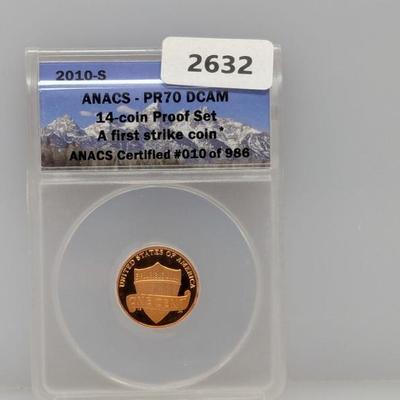 2632
2010-S
ANACS - PR70 DCAM
14-coin Proof Set
A first strike coin*
ANACS Certified #010 of 986
UNITED STATES OF AMERICA
ONE CENT